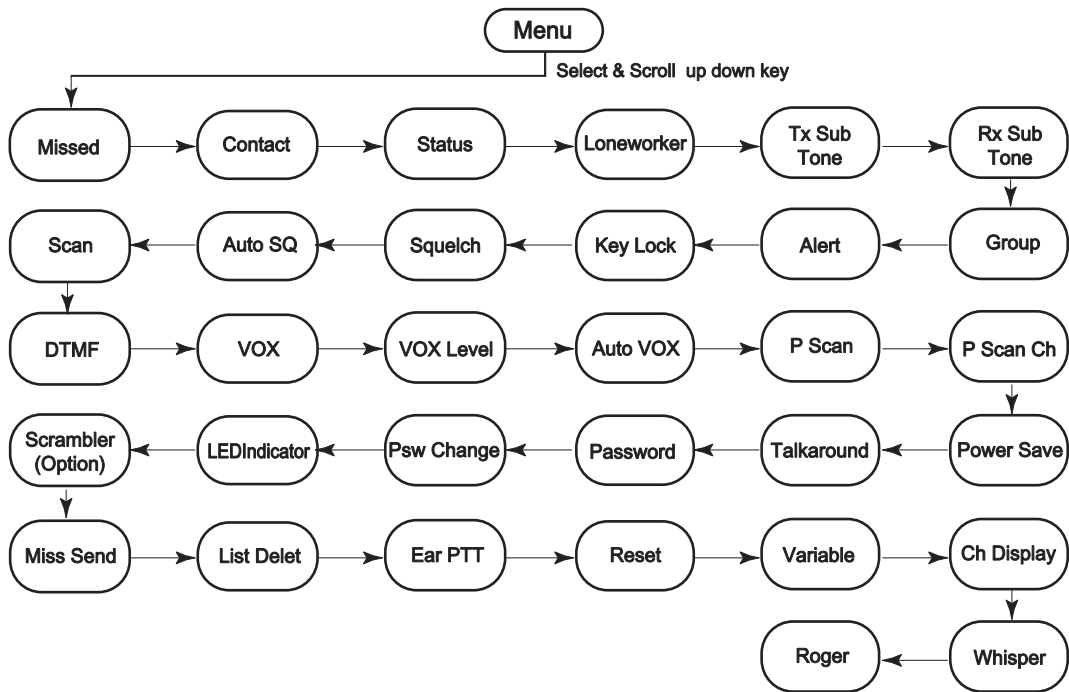 Menu
Select & Scroll up down key
Missed
Contact
Status
Loneworker
Tx Sub
Tone
Rx Sub
Tone
Group
Alert
Key Lock
Squelch
Auto SQ
Scan
DTMF
VOX
VOX Level
Auto VOX
P Scan
P Scan Ch
Power Save
Talkaround
Password
Psw Change
LEDIndicator
Scrambler
(Option)
Miss Send
List Delet
Ear PTT
Reset
Variable
Ch Display
Whisper
Roger